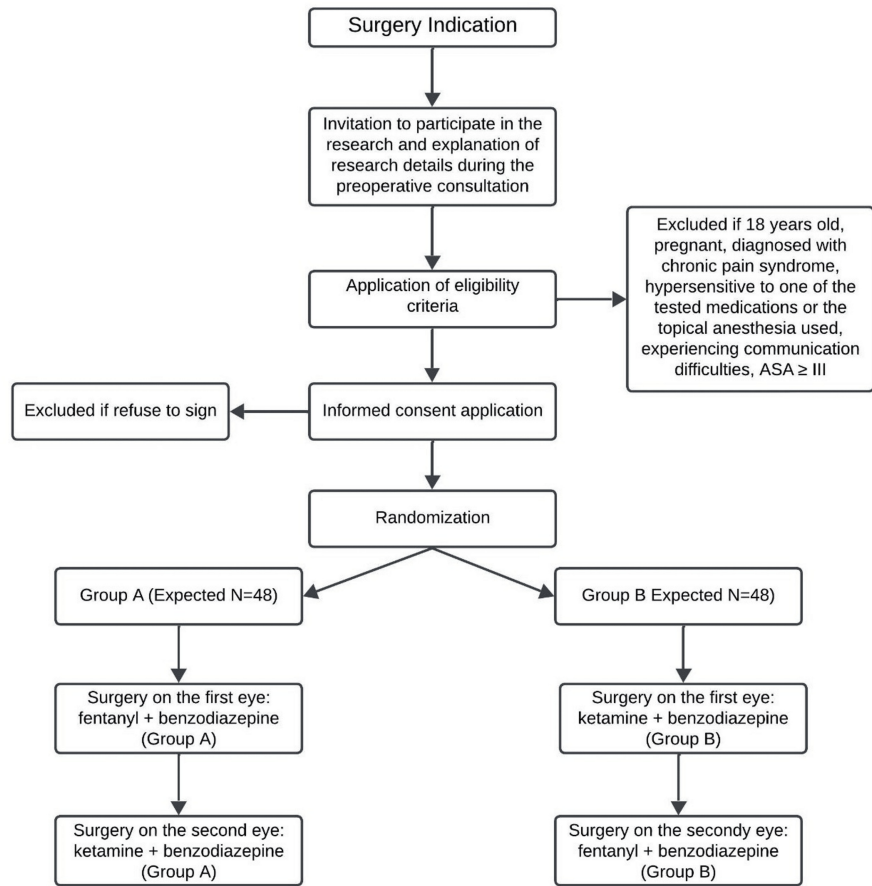 Surgery Indication
Invitation to participate in the
research and explanation of
research details during the
preoperative consultation
Excluded if 18 years old,
pregnant, diagnosed with
chronic pain syndrome,
hypersensitive to one of the
tested medications or the
topical anesthesia used,
experiencing communication
difficulties, ASA ≥ III
Application of eligibility
criteria
Excluded if refuse to sign
Informed consent application
Randomization
Group A (Expected N=48)
Group B Expected N=48)
Surgery on the first eye:
fentanyl + benzodiazepine
(Group A)
Surgery on the first eye:
ketamine + benzodiazepine
(Group B)
Surgery on the second eye:
ketamine + benzodiazepine
(Group A)
Surgery on the secondy eye:
fentanyl + benzodiazepine
(Group B)